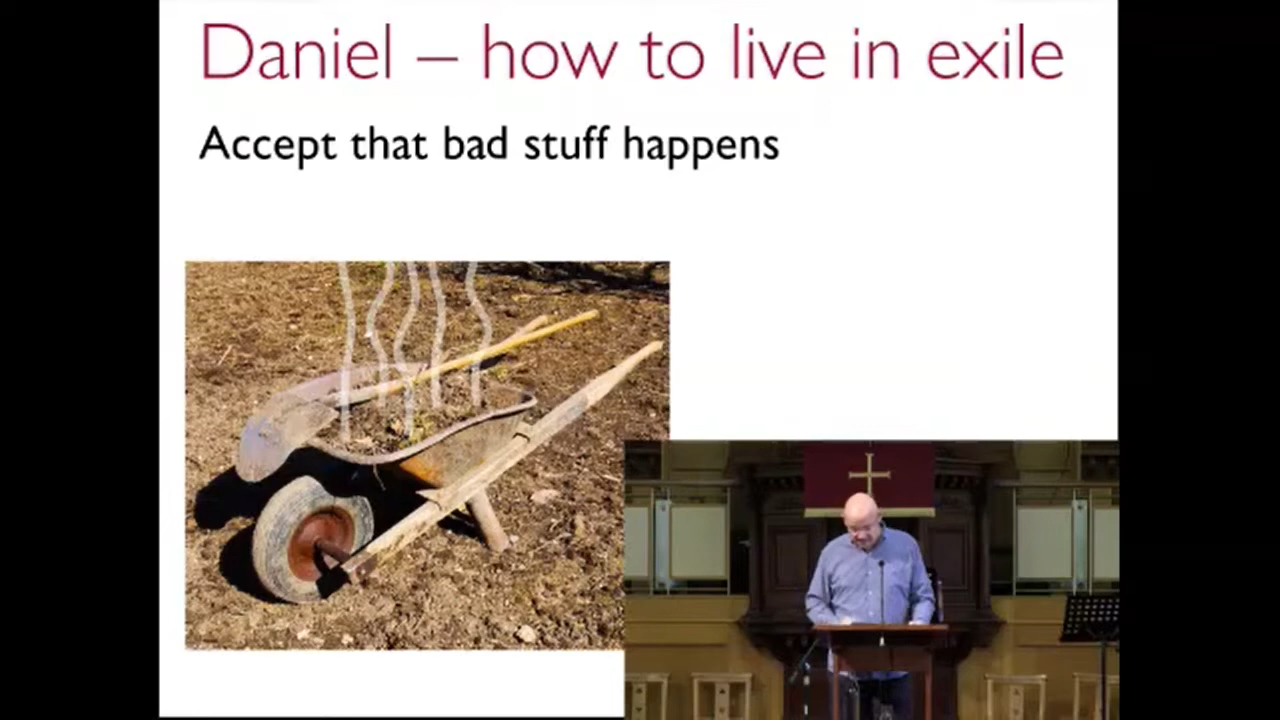 Daniel – how to live in exile
Accept that bad stuff happens